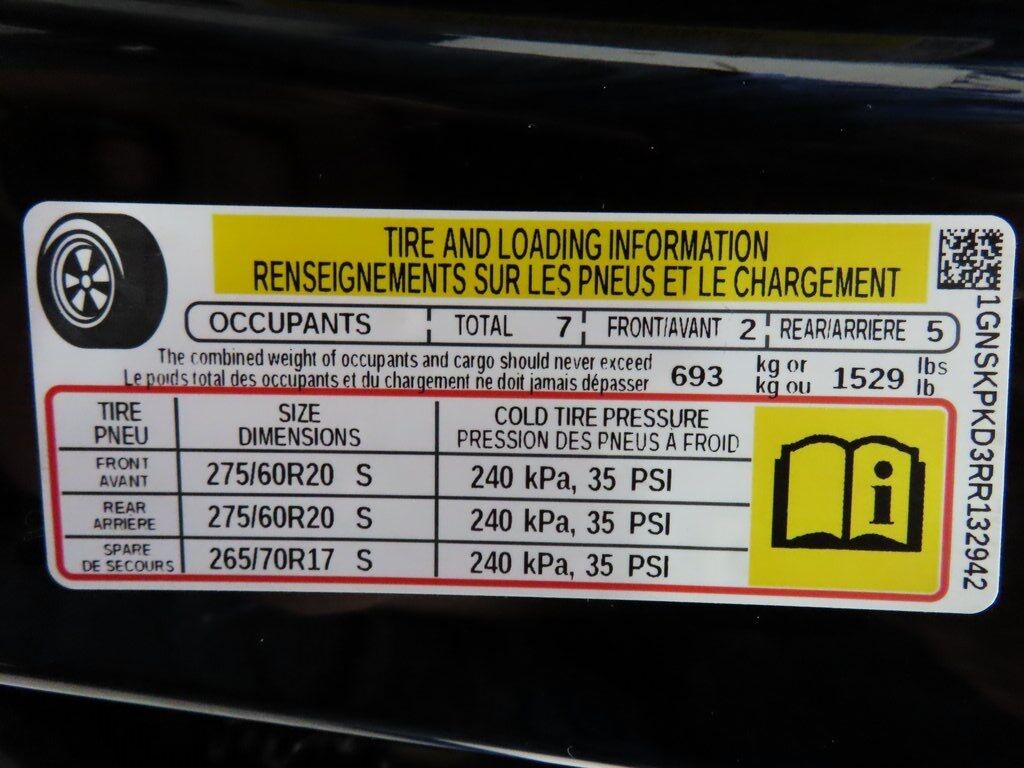 TIRE AND LOADING INFORMATION
RENSEIGNEMENTS SUR LES PNEUS ET LE CHARGEMENT
OCCUPANTS TOTAL 7 FRONT/AVANT 2 REAR/ARRIERE 5
The combined weight of occupants and cargo should never exceed 693 kg or 1529 lbs
Le poids total des occupants et du chargement ne doit jamais dépasser kg ou lb
TIRE SIZE COLD TIRE PRESSURE
PNEU DIMENSIONS PRESSION DES PNEUS A FROID
FRONT
AVANT 275/60R20 S 240 kPa, 35 PSI
REAR
ARRIERE 275/60R20 S 240 kPa, 35 PSI
SPARE
DE SECOURS 265/70R17 S 240 kPa, 35 PSI
i
1GNSKPKD3RR132942